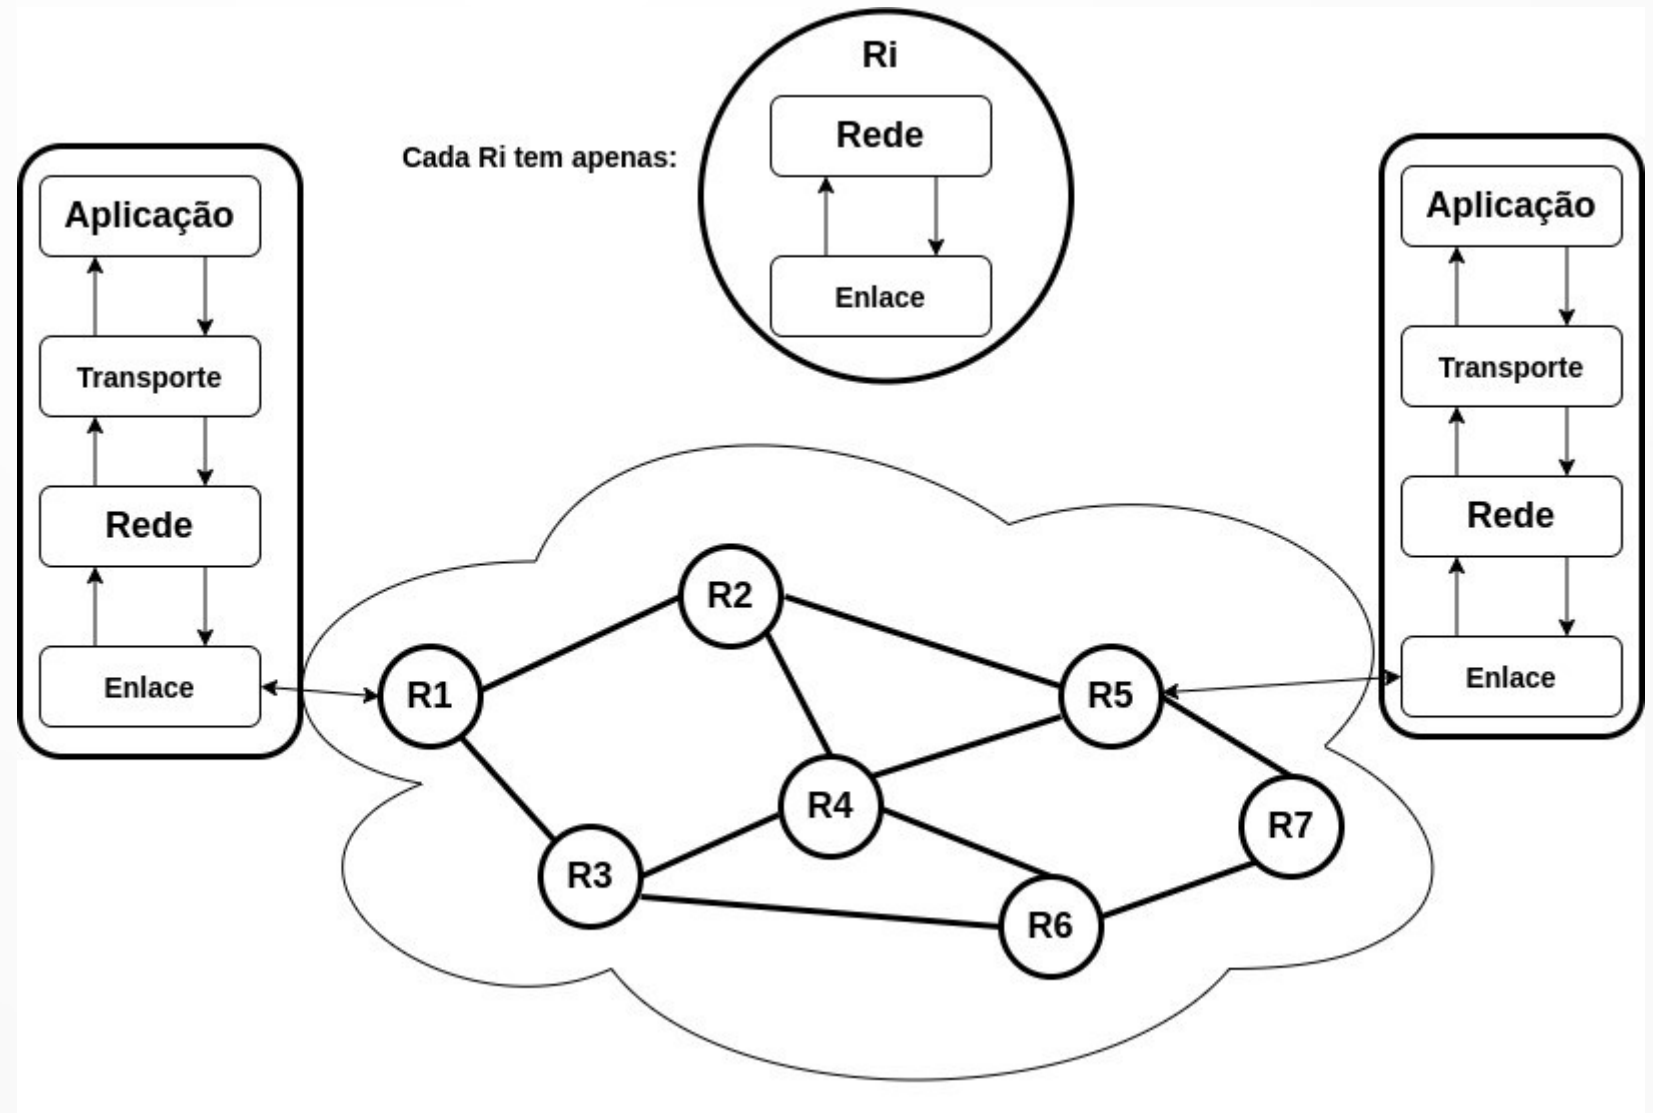 Ri
Rede
Enlace
Cada Ri tem apenas:
Aplicação
Transporte
Rede
Enlace
Aplicação
Transporte
Rede
Enlace
R1
R2
R3
R4
R5
R6
R7